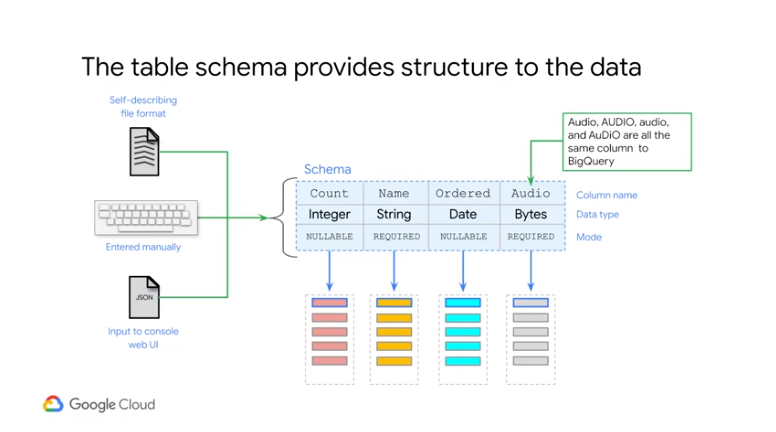 The table schema provides structure to the data
Self-describing
file format
Entered manually
JSON
Input to console
web UI
Audio, AUDIO, audio,
and AuDiO are all the
same column to
BigQuery
Schema
Count Name Ordered Audio Column name
Integer String Date Bytes Data type
NULLABLE REQUIRED NULLABLE REQUIRED Mode
Google Cloud